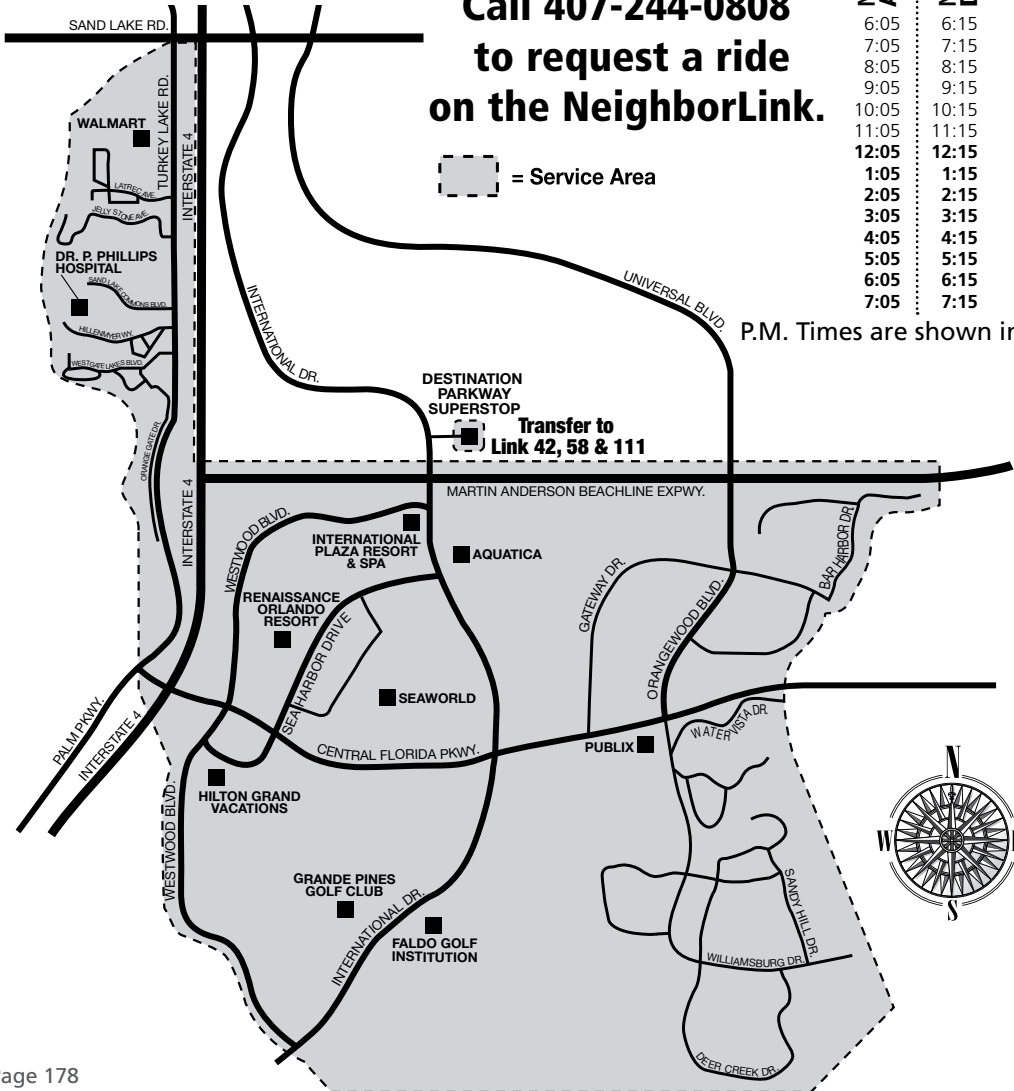 Call 407-244-0808
to request a ride
on the NeighborLink.
= Service Area
6:05 6:15
7:05 7:15
8:05 8:15
9:05 9:15
10:05 10:15
11:05 11:15
12:05 12:15
1:05 1:15
2:05 2:15
3:05 3:15
4:05 4:15
5:05 5:15
6:05 6:15
7:05 7:15
P.M. Times are shown in
SAND LAKE RD.
TURKEY LAKE RD.
INTERSTATE 4
WALMART
LATREC AVE.
JELLY STONE AVE.
DR. P. PHILLIPS
HOSPITAL
SAND LAKE COMMONS BLVD.
HILLENMYER WY.
WESTGATE LAKES BLVD.
ORANGE GATE DR.
INTERSTATE 4
INTERNATIONAL DR.
UNIVERSAL BLVD.
DESTINATION
PARKWAY
SUPERSTOP
Transfer to
Link 42, 58 & 111
MARTIN ANDERSON BEACHLINE EXPWY.
WESTWOOD BLVD.
INTERNATIONAL
PLAZA RESORT
& SPA
AQUATICA
BAR HARBOR DR.
GATEWAY DR.
ORANGEWOOD BLVD.
RENAISSANCE
ORLANDO
RESORT
SEA HARBOR DRIVE
SEAWORLD
PALM PKWY.
INTERSTATE 4
CENTRAL FLORIDA PKWY.
PUBLIX
WATER VISTA DR.
HILTON GRAND
VACATIONS
WESTWOOD BLVD.
GRANDE PINES
GOLF CLUB
INTERNATIONAL DR.
FALDO GOLF
INSTITUTION
SANDY HILL DR.
WILLIAMSBURG DR.
DEER CREEK DR.
N
W
S
Page 178